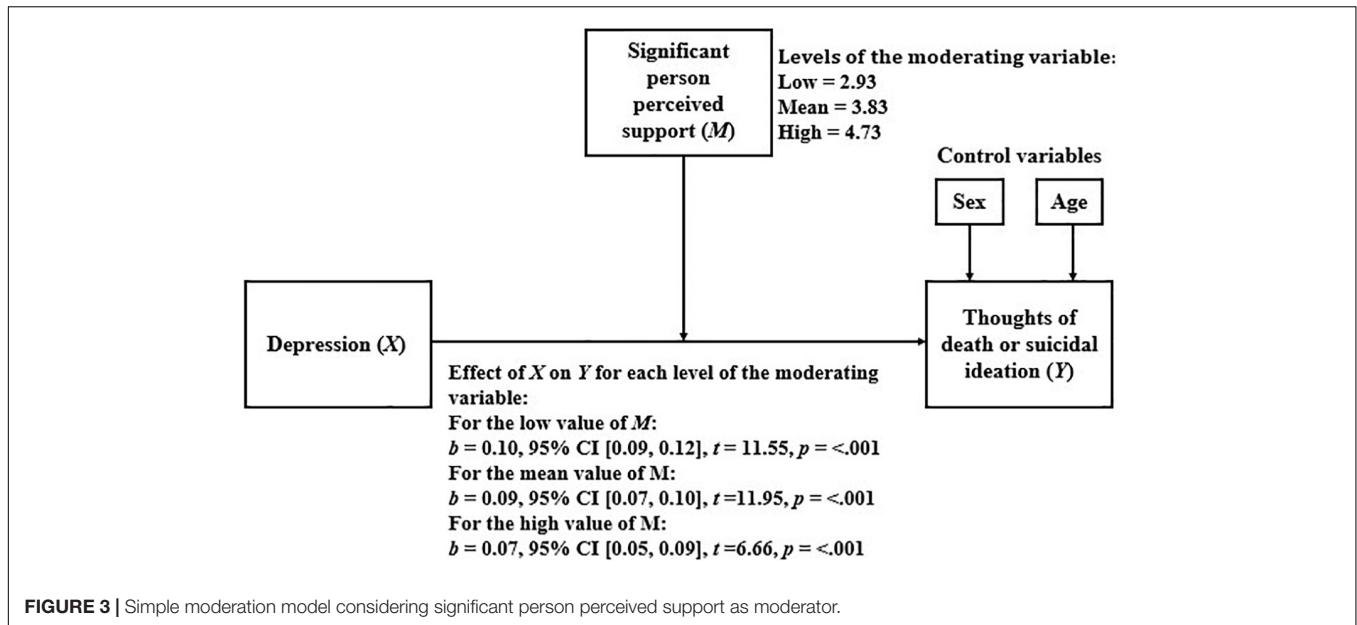 Significant
person
perceived
support (M)
Levels of the moderating variable:
Low = 2.93
Mean = 3.83
High = 4.73
Control variables
Sex
Age
Depression (X)
Thoughts of
death or suicidal
ideation (Y)
Effect of X on Y for each level of the moderating
variable:
For the low value of M:
b = 0.10, 95% CI [0.09, 0.12], t = 11.55, p = <.001
For the mean value of M:
b = 0.09, 95% CI [0.07, 0.10], t =11.95, p = <.001
For the high value of M:
b = 0.07, 95% CI [0.05, 0.09], t =6.66, p = <.001
FIGURE 3 | Simple moderation model considering significant person perceived support as moderator.